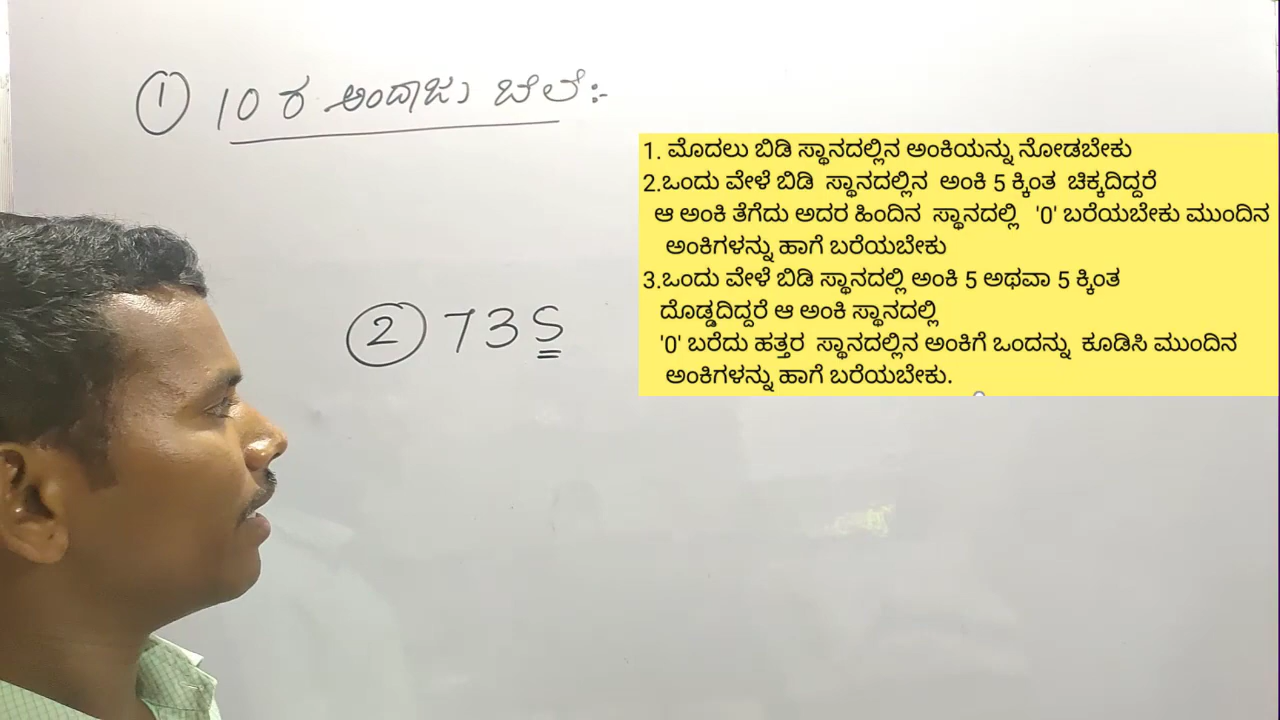 ① 10 ರ ಅಂದಾಜು ಬೆಲೆ:-
1. ಮೊದಲು ಬಿಡಿ ಸ್ಥಾನದಲ್ಲಿನ ಅಂಕಿಯನ್ನು ನೋಡಬೇಕು
2.ಒಂದು ವೇಳೆ ಬಿಡಿ ಸ್ಥಾನದಲ್ಲಿನ ಅಂಕಿ 5 ಕ್ಕಿಂತ ಚಿಕ್ಕದಿದ್ದರೆ
ಆ ಅಂಕಿ ತೆಗೆದು ಅದರ ಹಿಂದಿನ ಸ್ಥಾನದಲ್ಲಿ '0' ಬರೆಯಬೇಕು ಮುಂದಿನ
ಅಂಕಿಗಳನ್ನು ಹಾಗೆ ಬರೆಯಬೇಕು
3.ಒಂದು ವೇಳೆ ಬಿಡಿ ಸ್ಥಾನದಲ್ಲಿ ಅಂಕಿ 5 ಅಥವಾ 5 ಕ್ಕಿಂತ
ದೊಡ್ಡದಿದ್ದರೆ ಆ ಅಂಕಿ ಸ್ಥಾನದಲ್ಲಿ
'0' ಬರೆದು ಹತ್ತರ ಸ್ಥಾನದಲ್ಲಿನ ಅಂಕಿಗೆ ಒಂದನ್ನು ಕೂಡಿಸಿ ಮುಂದಿನ
ಅಂಕಿಗಳನ್ನು ಹಾಗೆ ಬರೆಯಬೇಕು.
② 735